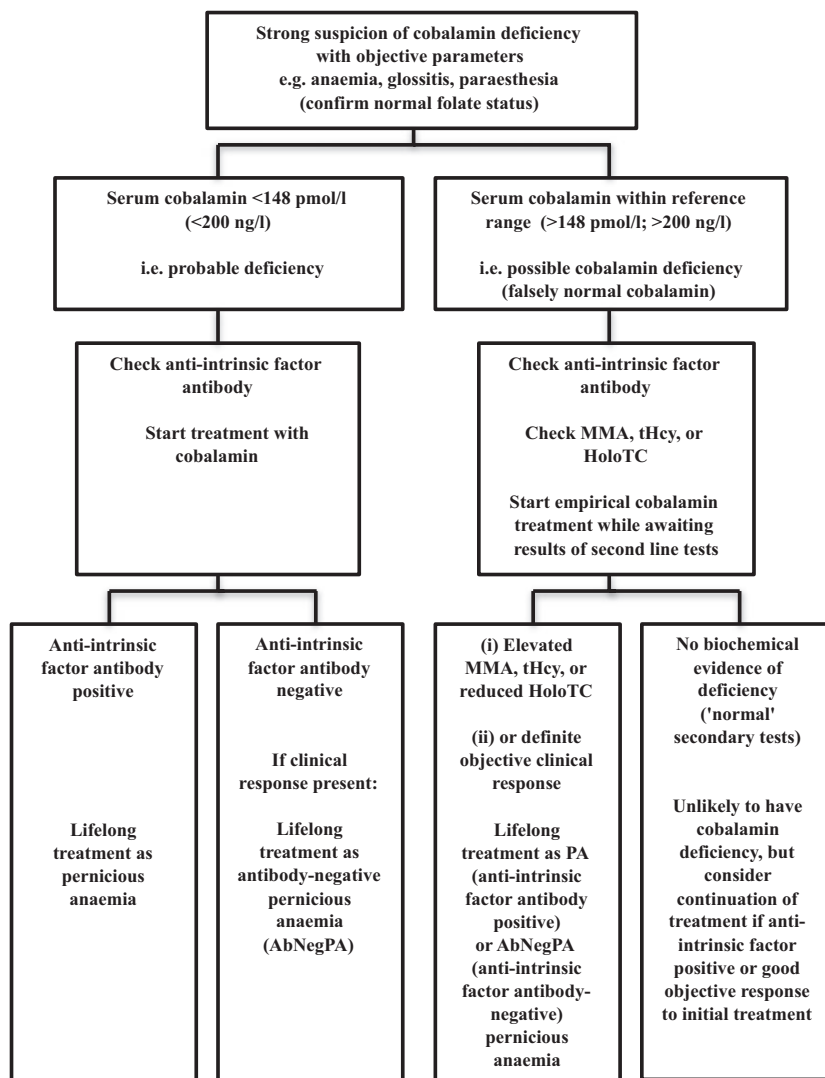 Strong suspicion of cobalamin deficiency
with objective parameters
e.g. anaemia, glossitis, paraesthesia
(confirm normal folate status)
Serum cobalamin <148 pmol/l
(<200 ng/l)
i.e. probable deficiency
Serum cobalamin within reference
range (>148 pmol/l; >200 ng/l)
i.e. possible cobalamin deficiency
(falsely normal cobalamin)
Check anti-intrinsic factor
antibody
Start treatment with
cobalamin
Check anti-intrinsic factor
antibody
Check MMA, tHcy, or
HoloTC
Start empirical cobalamin
treatment while awaiting
results of second line tests
Anti-intrinsic
factor antibody
positive
Lifelong
treatment as
pernicious
anaemia
Anti-intrinsic
factor antibody
negative
If clinical
response present:
Lifelong
treatment as
antibody-negative
pernicious
anaemia
(AbNegPA)
(i) Elevated
MMA, tHcy, or
reduced HoloTC
(ii) or definite
objective clinical
response
Lifelong
treatment as PA
(anti-intrinsic
factor antibody
positive)
or AbNegPA
(anti-intrinsic
factor antibody-
negative)
pernicious
anaemia
No biochemical
evidence of
deficiency
('normal'
secondary tests)
Unlikely to have
cobalamin
deficiency, but
consider
continuation of
treatment if anti-
intrinsic factor
positive or good
objective response
to initial treatment